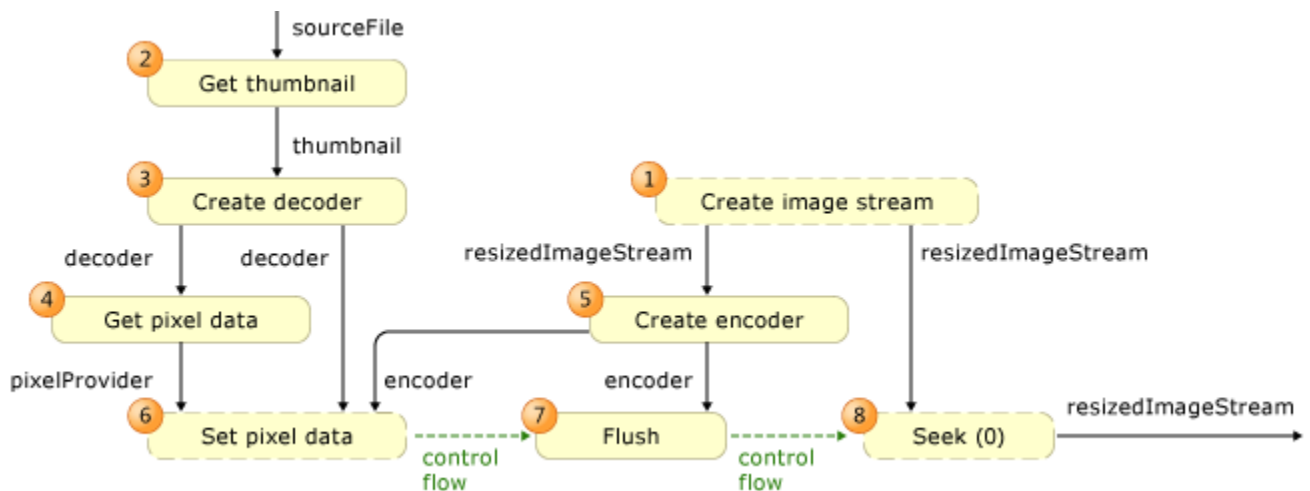 sourceFile
2
Get thumbnail
thumbnail
3
Create decoder
1
Create image stream
decoder
decoder
resizedImageStream
resizedImageStream
4
Get pixel data
5
Create encoder
pixelProvider
encoder
encoder
6
Set pixel data
7
Flush
8
Seek (0)
resizedImageStream
control
flow
control
flow